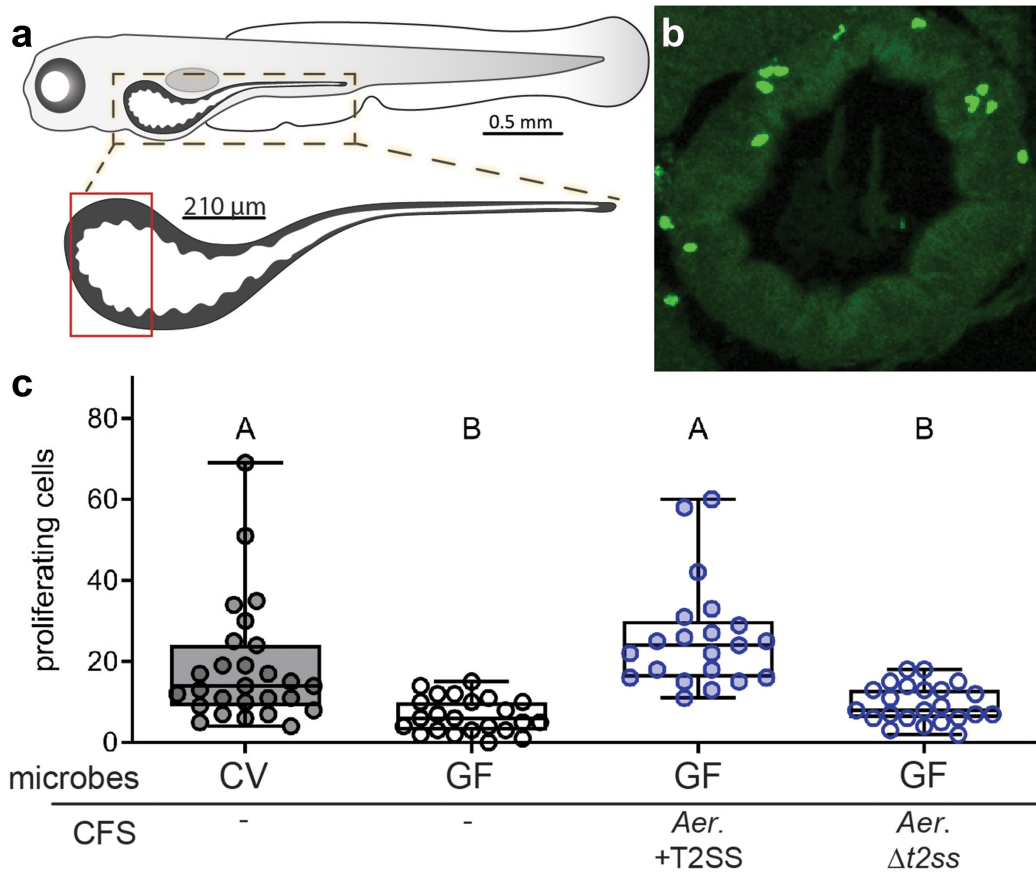 a
0.5 mm
210 µm
b
c
proliferating cells
80
60
40
20
0
A
B
A
B
microbes CV GF GF GF
CFS - - Aer. Aer.
+T2SS Δt2ss